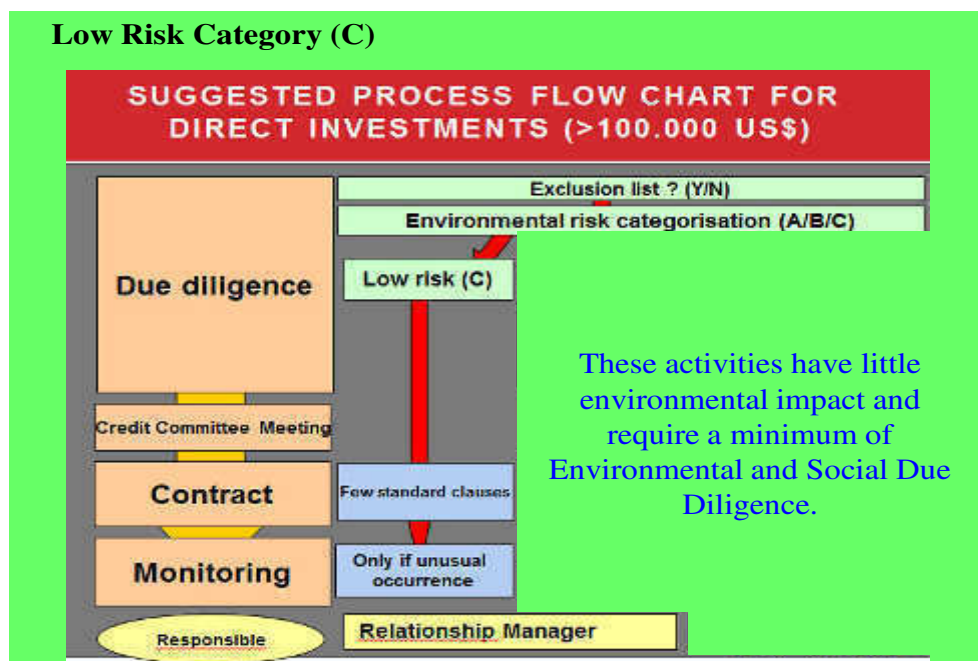 Low Risk Category (C)
SUGGESTED PROCESS FLOW CHART FOR
DIRECT INVESTMENTS (>100.000 US$)
Exclusion list ? (Y/N)
Environmental risk categorisation (A/B/C)
Due diligence
Low risk (C)
These activities have little
environmental impact and
require a minimum of
Environmental and Social Due
Diligence.
Credit Committee Meeting
Contract
Few standard clauses
Monitoring
Only if unusual
occurrence
Responsible
Relationship Manager